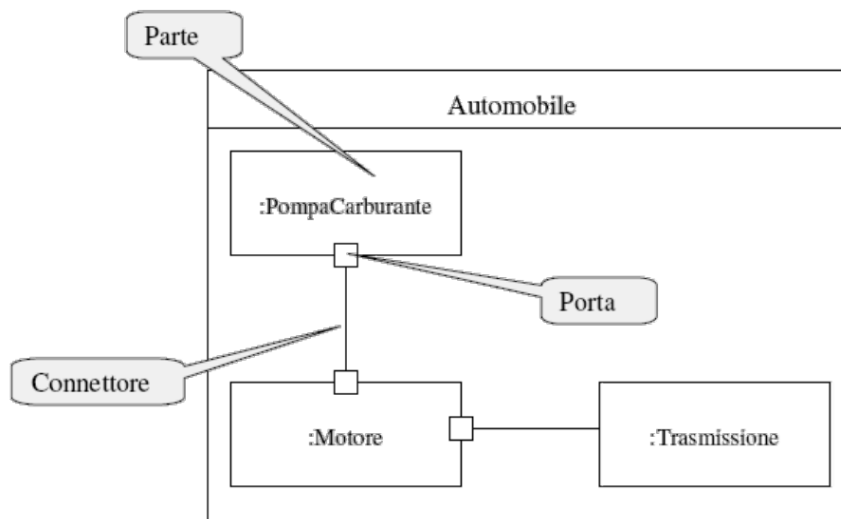 Parte
Automobile
:PompaCarburante
Porta
Connettore
:Motore
:Trasmissione